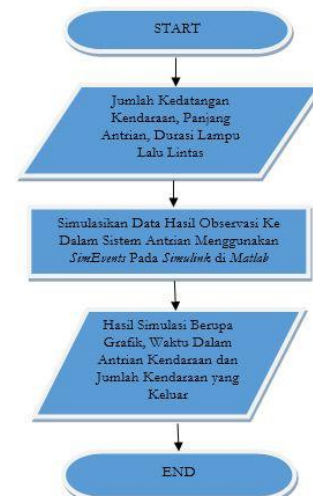 START
Jumlah Kedatangan
Kendaraan, Panjang
Antrian, Durasi Lampu
Lalu Lintas
Simulasikan Data Hasil Observasi Ke
Dalam Sistem Antrian Menggunakan
SimEvents Pada Simulink di Matlab
Hasil Simulasi Berupa
Grafik, Waktu Dalam
Antrian Kendaraan dan
Jumlah Kendaraan yang
Keluar
END